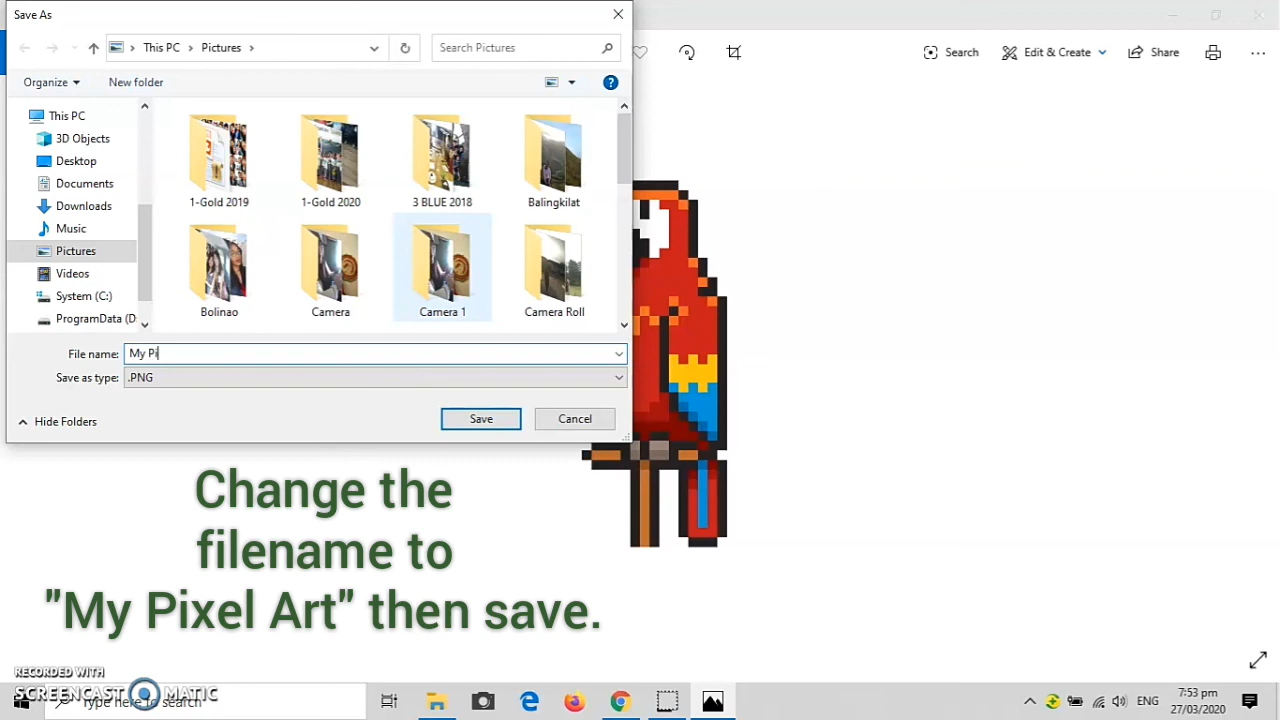 Save As
This PC
Pictures
Search Pictures
Search
Edit & Create
Share
Organize
New folder
This PC
3D Objects
Desktop
Documents
Downloads
Music
Pictures
Videos
System (C:)
ProgramData (D
1-Gold 2019
1-Gold 2020
3 BLUE 2018
Balingkilat
Bolinao
Camera
Camera 1
Camera Roll
File name:
My Pi
Save as type:
.PNG
Hide Folders
Save
Cancel
Change the
filename to
"My Pixel Art" then save.
RECORDED WITH
SCREENCAST MATIC
Type here to search
ENG
7:53 pm
27/03/2020